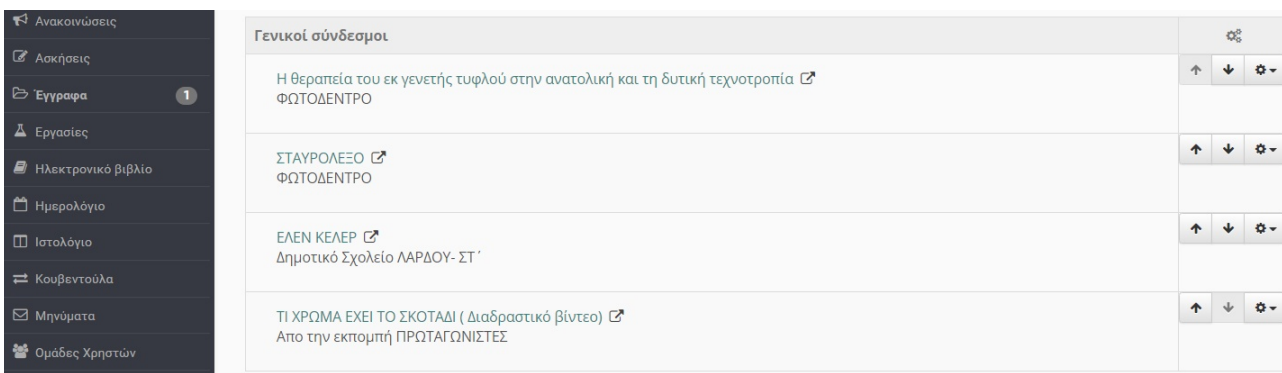 Ανακοινώσεις
Ασκήσεις
Έγγραφα 1
Εργασίες
Ηλεκτρονικό βιβλίο
Ημερολόγιο
Ιστολόγιο
Κουβεντούλα
Μηνύματα
Ομάδες Χρηστών
Γενικοί σύνδεσμοι
Η θεραπεία του εκ γενετής τυφλού στην ανατολική και τη δυτική τεχνοτροπία
ΦΩΤΟΔΕΝΤΡΟ
ΣΤΑΥΡΟΛΕΞΟ
ΦΩΤΟΔΕΝΤΡΟ
ΕΛΕΝ ΚΕΛΕΡ
Δημοτικό Σχολείο ΛΑΡΔΟΥ- ΣΤ΄
ΤΙ ΧΡΩΜΑ ΕΧΕΙ ΤΟ ΣΚΟΤΑΔΙ ( Διαδραστικό βίντεο)
Απο την εκπομπή ΠΡΩΤΑΓΩΝΙΣΤΕΣ